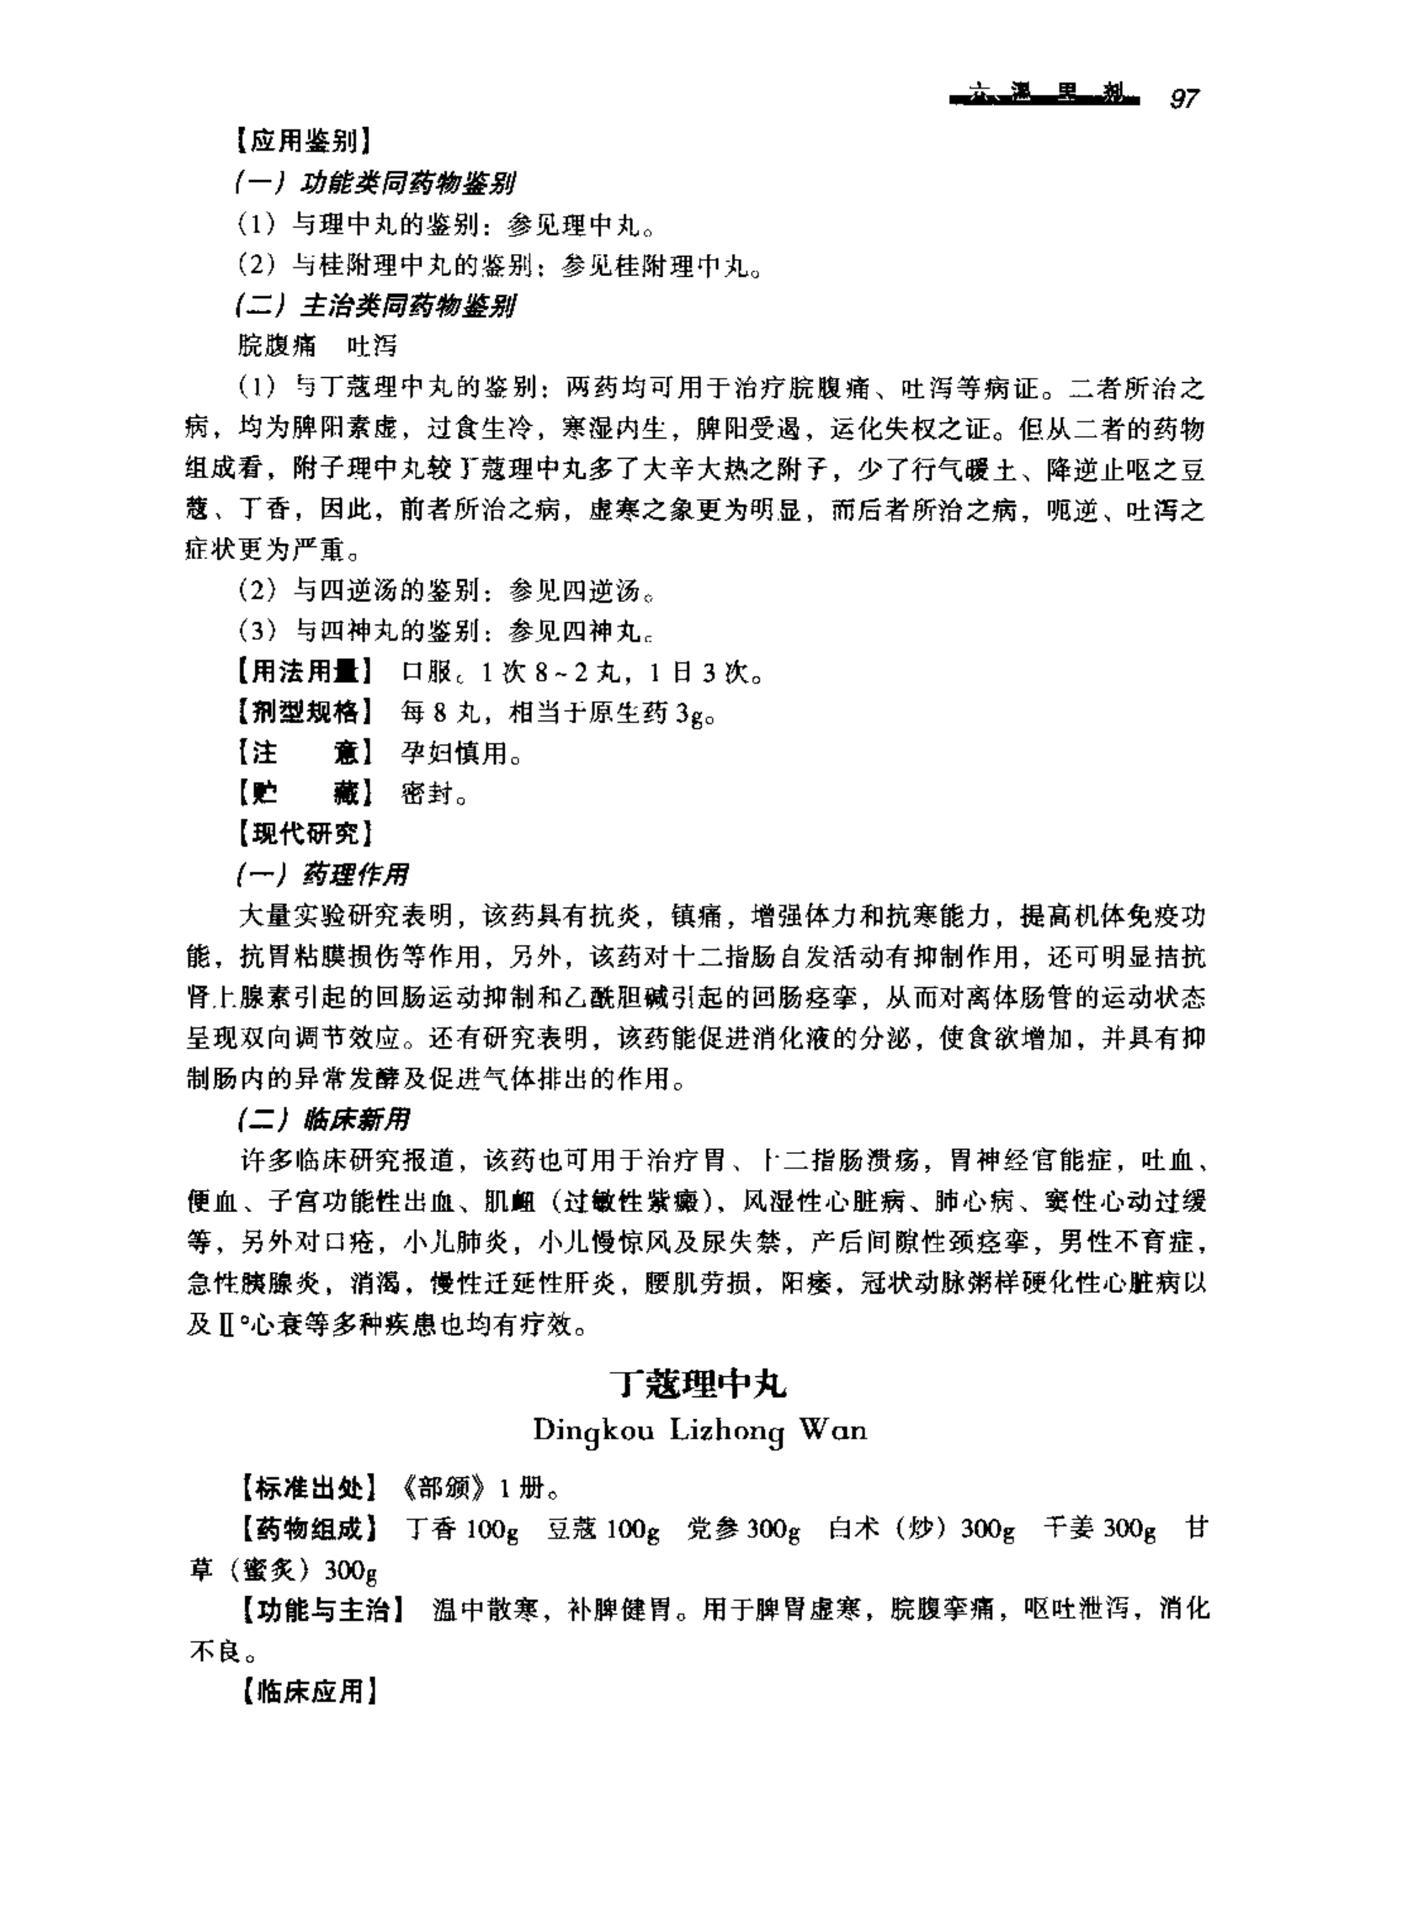 六、温里剂 97
【应用鉴别】
(一) 功能类同药物鉴别
(1) 与理中丸的鉴别：参见理中丸。
(2) 与桂附理中丸的鉴别：参见桂附理中丸。
(二) 主治类同药物鉴别
脘腹痛 吐泻
(1) 与丁蔻理中丸的鉴别：两药均可用于治疗脘腹痛、吐泻等病证。二者所治之
病，均为脾阳素虚，过食生冷，寒湿内生，脾阳受遏，运化失权之证。但从二者的药物
组成看，附子理中丸较丁蔻理中丸多了大辛大热之附子，少了行气暖土、降逆止呕之豆
蔻、丁香，因此，前者所治之病，虚寒之象更为明显，而后者所治之病，呃逆、吐泻之
症状更为严重。
(2) 与四逆汤的鉴别：参见四逆汤。
(3) 与四神丸的鉴别：参见四神丸。
【用法用量】 口服。1 次 8~2 丸，1 日 3 次。
【剂型规格】 每 8 丸，相当于原生药 3g。
【注 意】 孕妇慎用。
【贮 藏】 密封。
【现代研究】
(一) 药理作用
大量实验研究表明，该药具有抗炎，镇痛，增强体力和抗寒能力，提高机体免疫功
能，抗胃粘膜损伤等作用，另外，该药对十二指肠自发活动有抑制作用，还可明显拮抗
肾上腺素引起的回肠运动抑制和乙酰胆碱引起的回肠痉挛，从而对离体肠管的运动状态
呈现双向调节效应。还有研究表明，该药能促进消化液的分泌，使食欲增加，并具有抑
制肠内的异常发酵及促进气体排出的作用。
(二) 临床新用
许多临床研究报道，该药也可用于治疗胃、十二指肠溃疡，胃神经官能症，吐血、
便血、子宫功能性出血、肌衄（过敏性紫癜），风湿性心脏病、肺心病、窦性心动过缓
等，另外对口疮，小儿肺炎，小儿慢惊风及尿失禁，产后间隙性颈痉挛，男性不育症，
急性胰腺炎，消渴，慢性迁延性肝炎，腰肌劳损，阳痿，冠状动脉粥样硬化性心脏病以
及Ⅱ°心衰等多种疾患也均有疗效。
丁蔻理中丸
Dingkou Lizhong Wan
【标准出处】《部颁》1 册。
【药物组成】 丁香 100g 豆蔻 100g 党参 300g 白术（炒）300g 干姜 300g 甘
草（蜜炙）300g
【功能与主治】 温中散寒，补脾健胃。用于脾胃虚寒，脘腹挛痛，呕吐泄泻，消化
不良。
【临床应用】